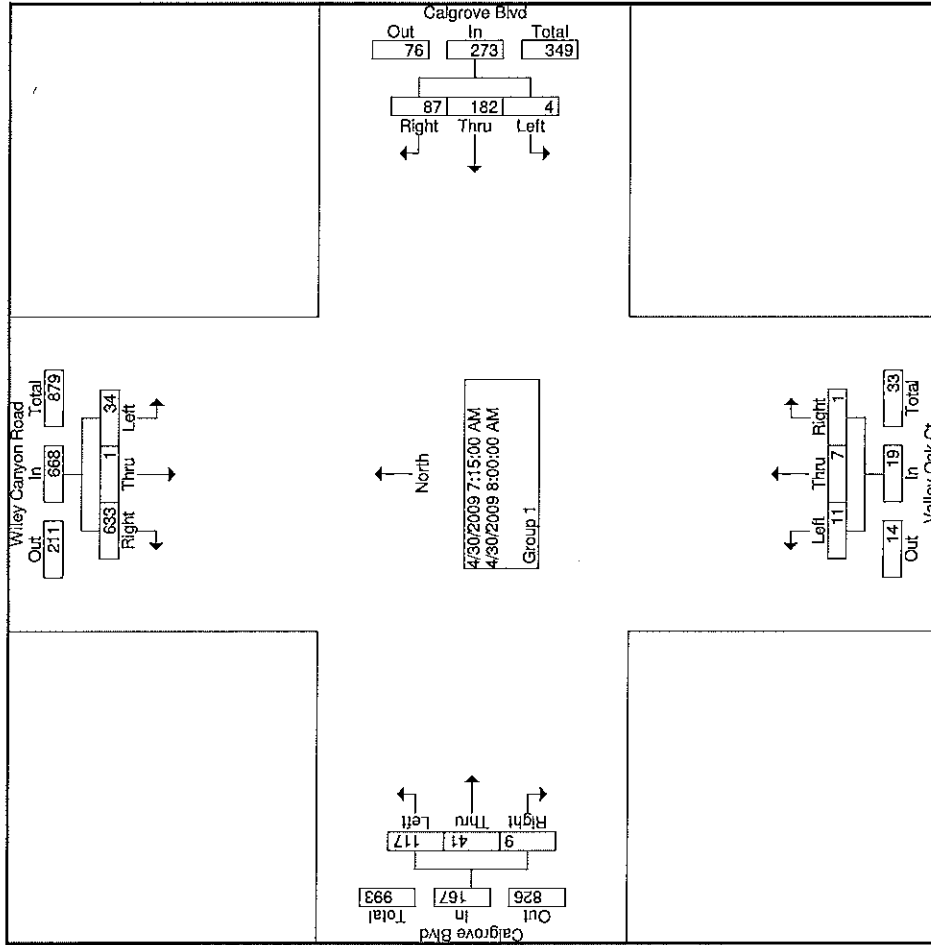 Calgrove Blvd
Out In Total
76 273 349
87 182 4
Right Thru Left
Wiley Canyon Road
Out In Total
211 668 879
633 1 34
Right Thru Left
North
4/30/2009 7:15:00 AM
4/30/2009 8:00:00 AM
Group 1
Left Thru Right
11 7 1
14 19 33
Out In Total
Valley Oak Ct
Left Thru Right
117 41 9
993 167 826
Total In Out
Calgrove Blvd